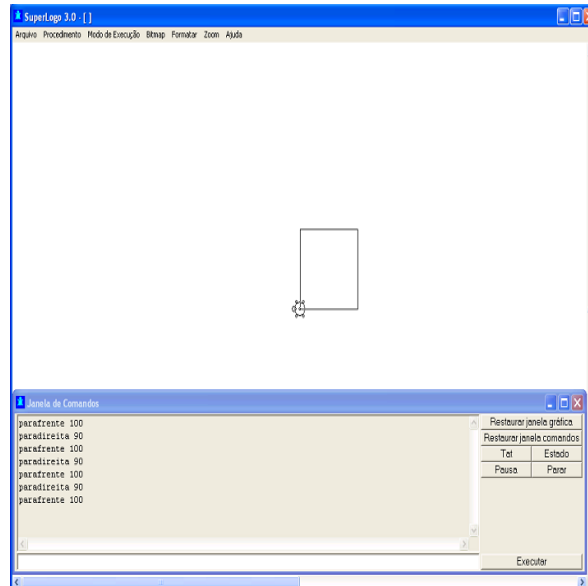 SuperLogo 3.0 - [ ]
Arquivo Procedimento Modo de Execução Bitmap Formatar Zoom Ajuda
Janela de Comandos
parafrente 100
paradireita 90
parafrente 100
paradireita 90
parafrente 100
paradireita 90
parafrente 100
Restaurar janela gráfica
Restaurar janela comandos
Tat Estado
Pausa Parar
Executar